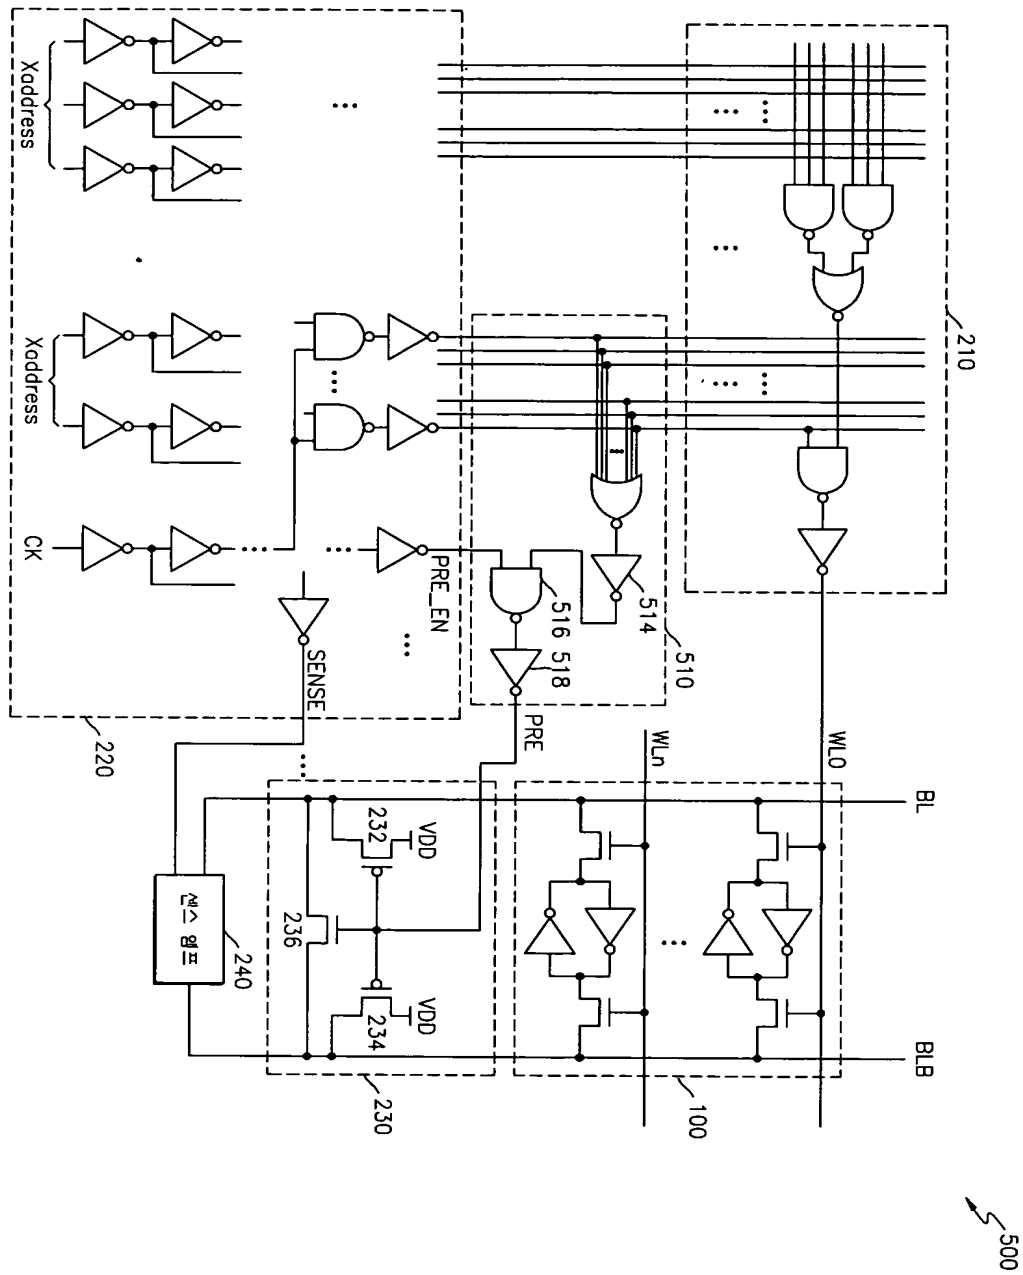 500
210
BL
BLB
WL0
510
100
WLn
514
516
518
PRE
PRE_EN
VDD
VDD
232
234
230
SENSE
236
240
센스 엠프
220
Xaddress
Xaddress
CK